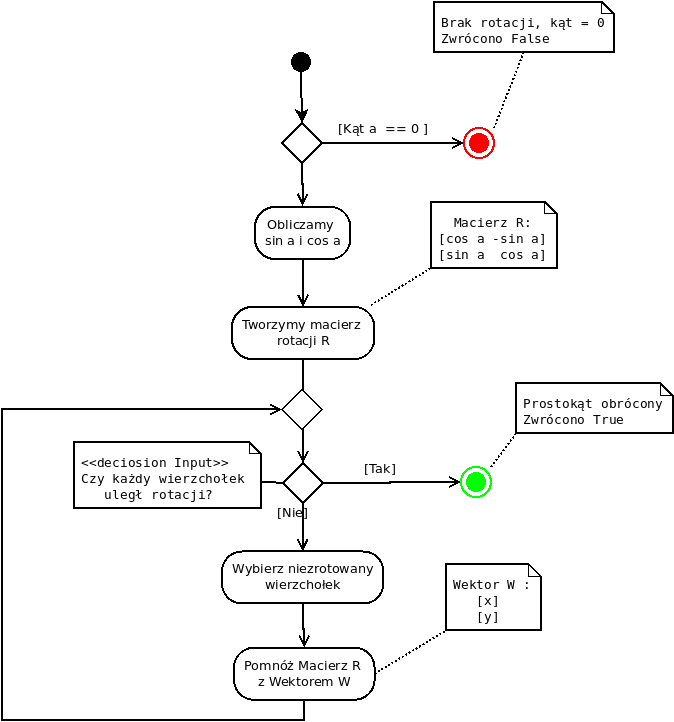 Brak rotacji, kąt = 0
Zwrócono False
[Kąt a  == 0 ]
Obliczamy
sin a i cos a
Macierz R:
[cos a -sin a]
[sin a  cos a]
Tworzymy macierz
rotacji R
Prostokąt obrócony
Zwrócono True
<<deciosion Input>>
Czy każdy wierzchołek
uległ rotacji?
[Tak]
[Nie]
Wybierz niezrotowany
wierzchołek
Wektor W :
[x]
[y]
Pomnóż Macierz R
z Wektorem W